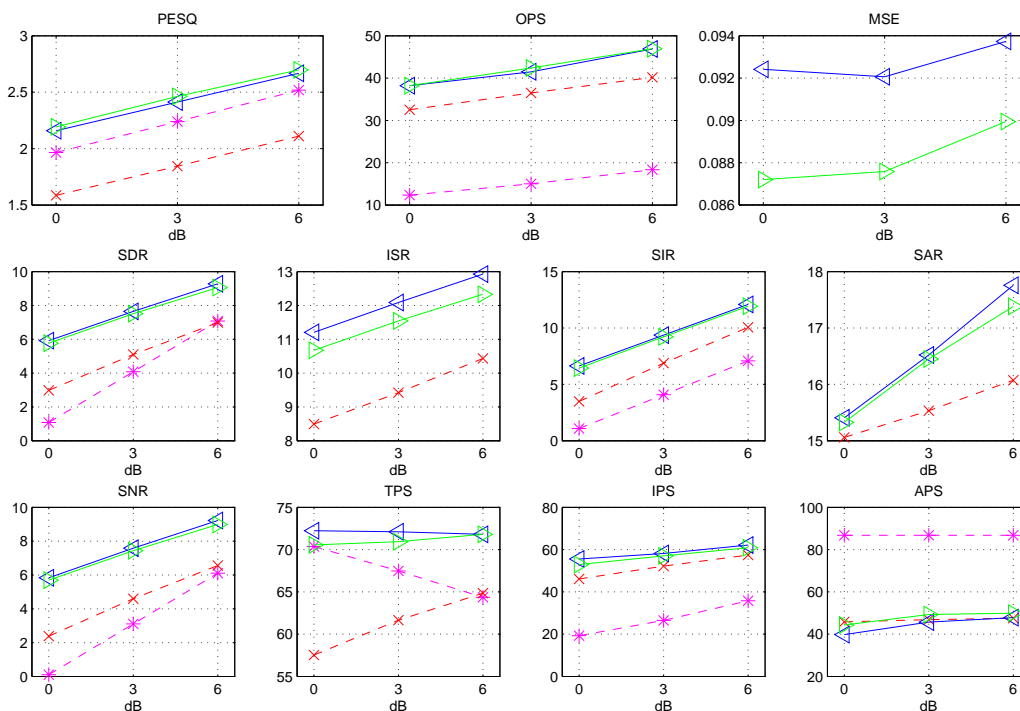 PESQ
3
2.5
2
1.5
0 3 6
dB
OPS
50
40
30
20
10
0 3 6
dB
MSE
0.094
0.092
0.09
0.088
0.086
0 3 6
dB
SDR
10
8
6
4
2
0
0 3 6
dB
ISR
13
12
11
10
9
8
0 3 6
dB
SIR
15
10
5
0
0 3 6
dB
SAR
18
17
16
15
0 3 6
dB
SNR
10
8
6
4
2
0
0 3 6
dB
TPS
75
70
65
60
55
0 3 6
dB
IPS
80
60
40
20
0
0 3 6
dB
APS
100
80
60
40
20
0 3 6
dB